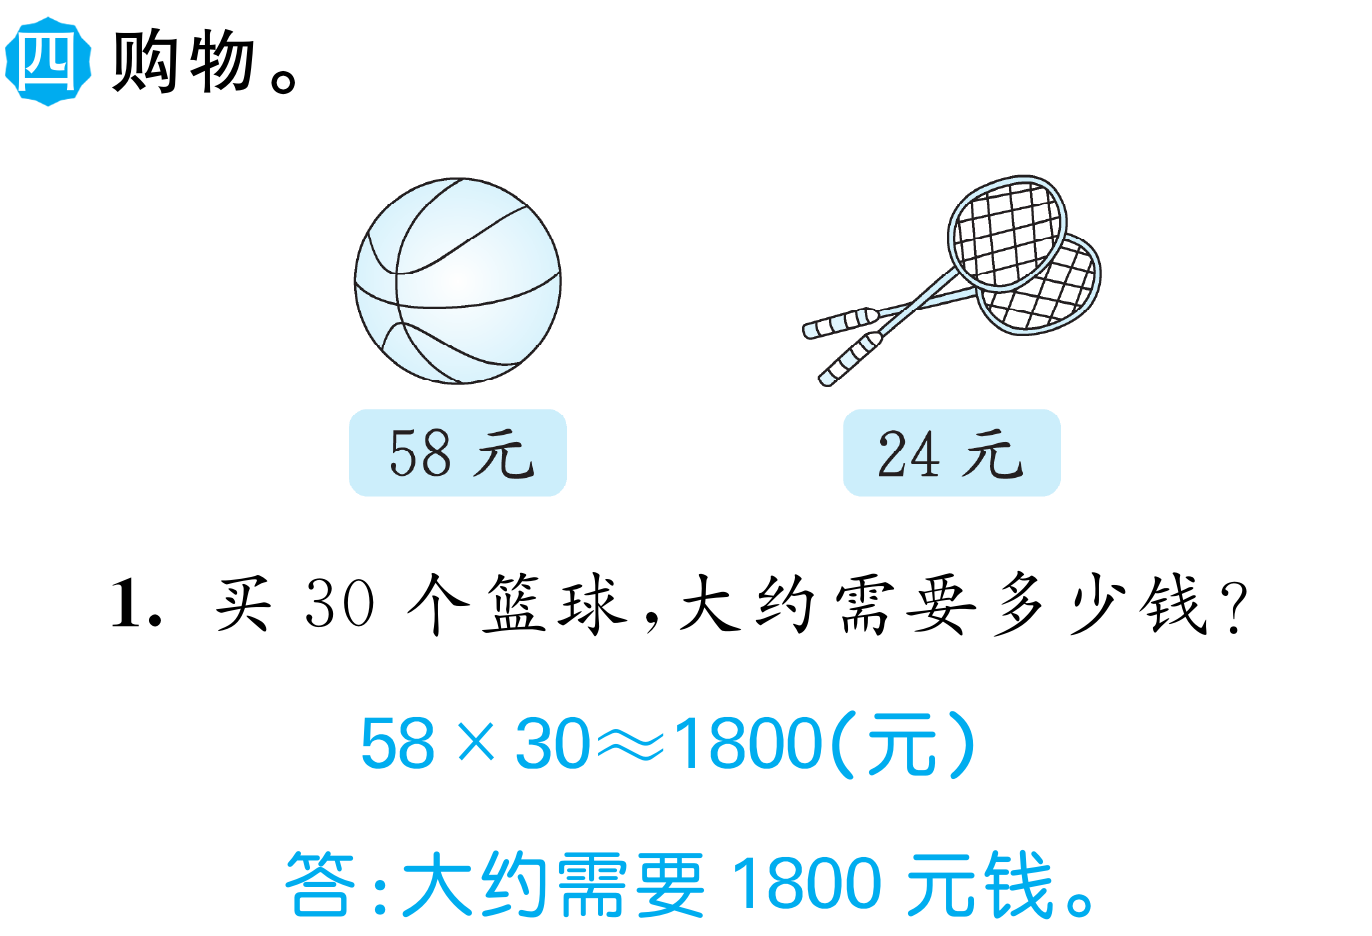 四 购物。
58 元
24 元
1. 买 30 个篮球,大约需要多少钱?
58×30≈1800(元)
答:大约需要 1800 元钱。